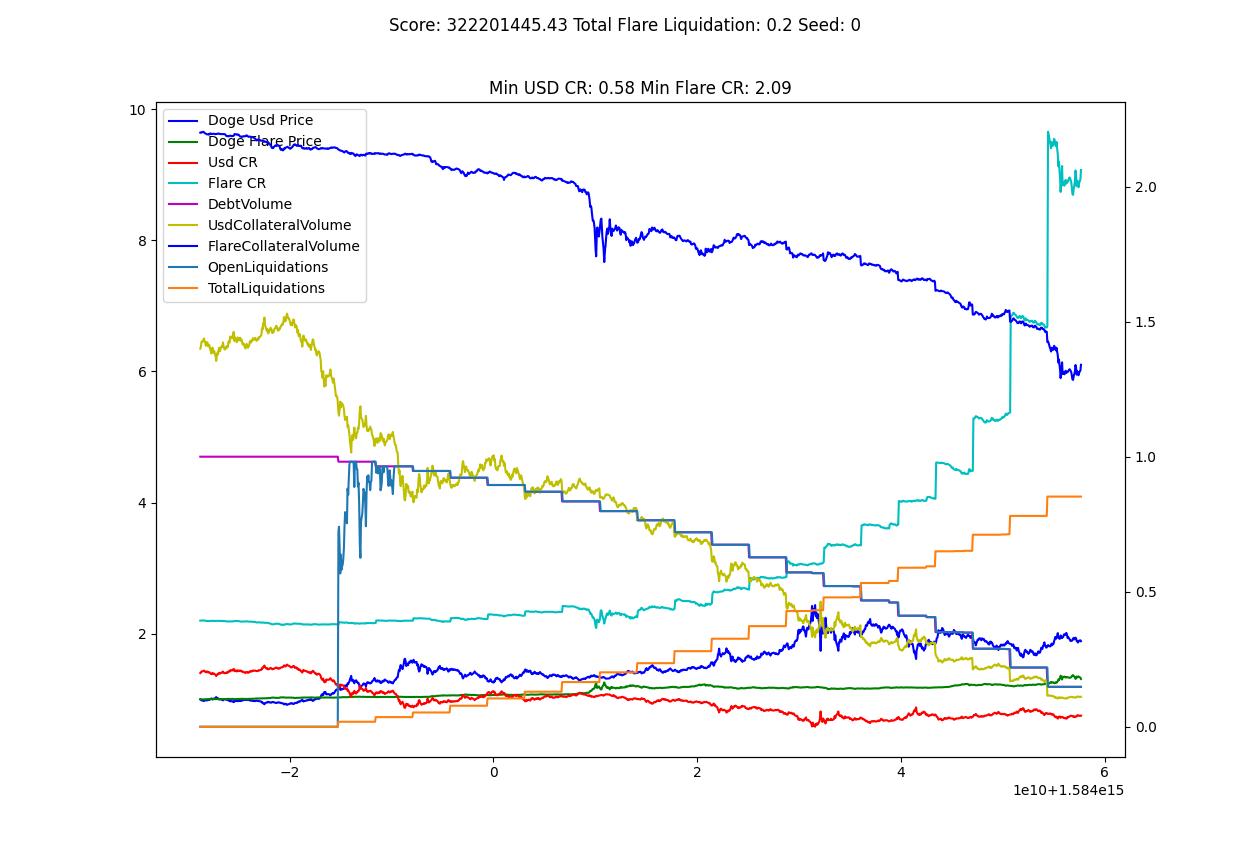 Score: 322201445.43 Total Flare Liquidation: 0.2 Seed: 0
Min USD CR: 0.58 Min Flare CR: 2.09
Doge Usd Price
Doge Flare Price
Usd CR
Flare CR
DebtVolume
UsdCollateralVolume
FlareCollateralVolume
OpenLiquidations
TotalLiquidations
10
8
6
4
2
2.0
1.5
1.0
0.5
0.0
−2 0 2 4 6
1e10+1.584e15